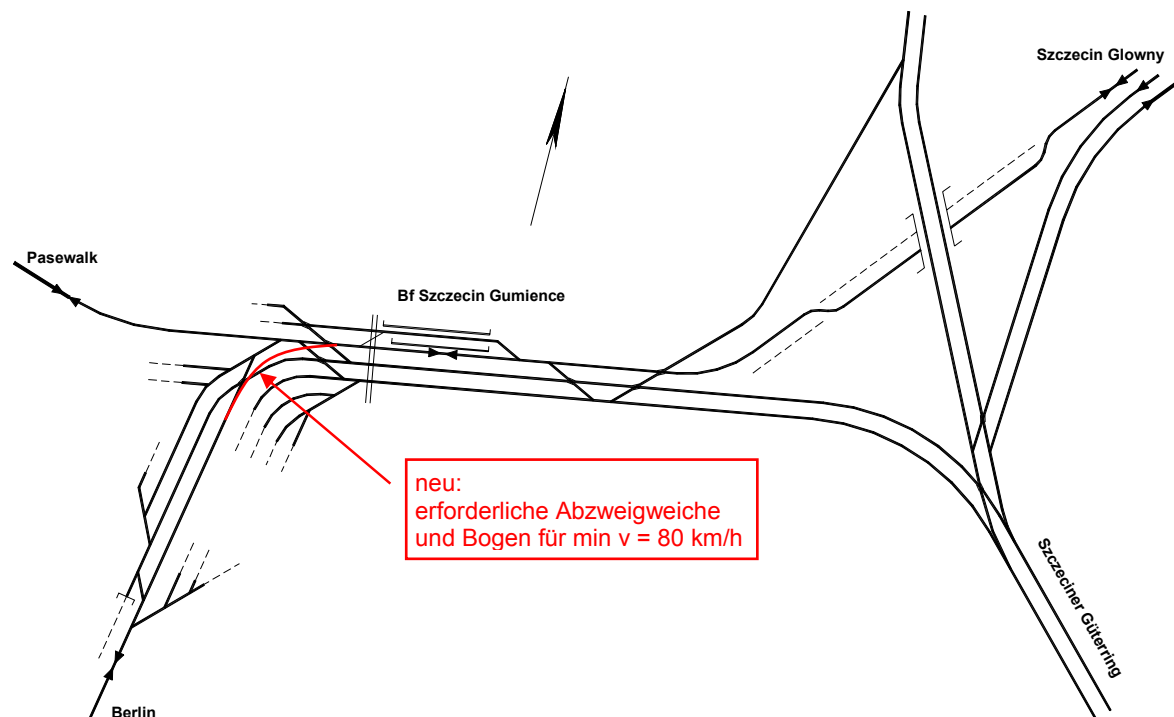 Szczecin Glowny
Pasewalk
Bf Szczecin Gumience
neu:
erforderliche Abzweigweiche
und Bogen für min v = 80 km/h
Szczeciner Güterring
Berlin